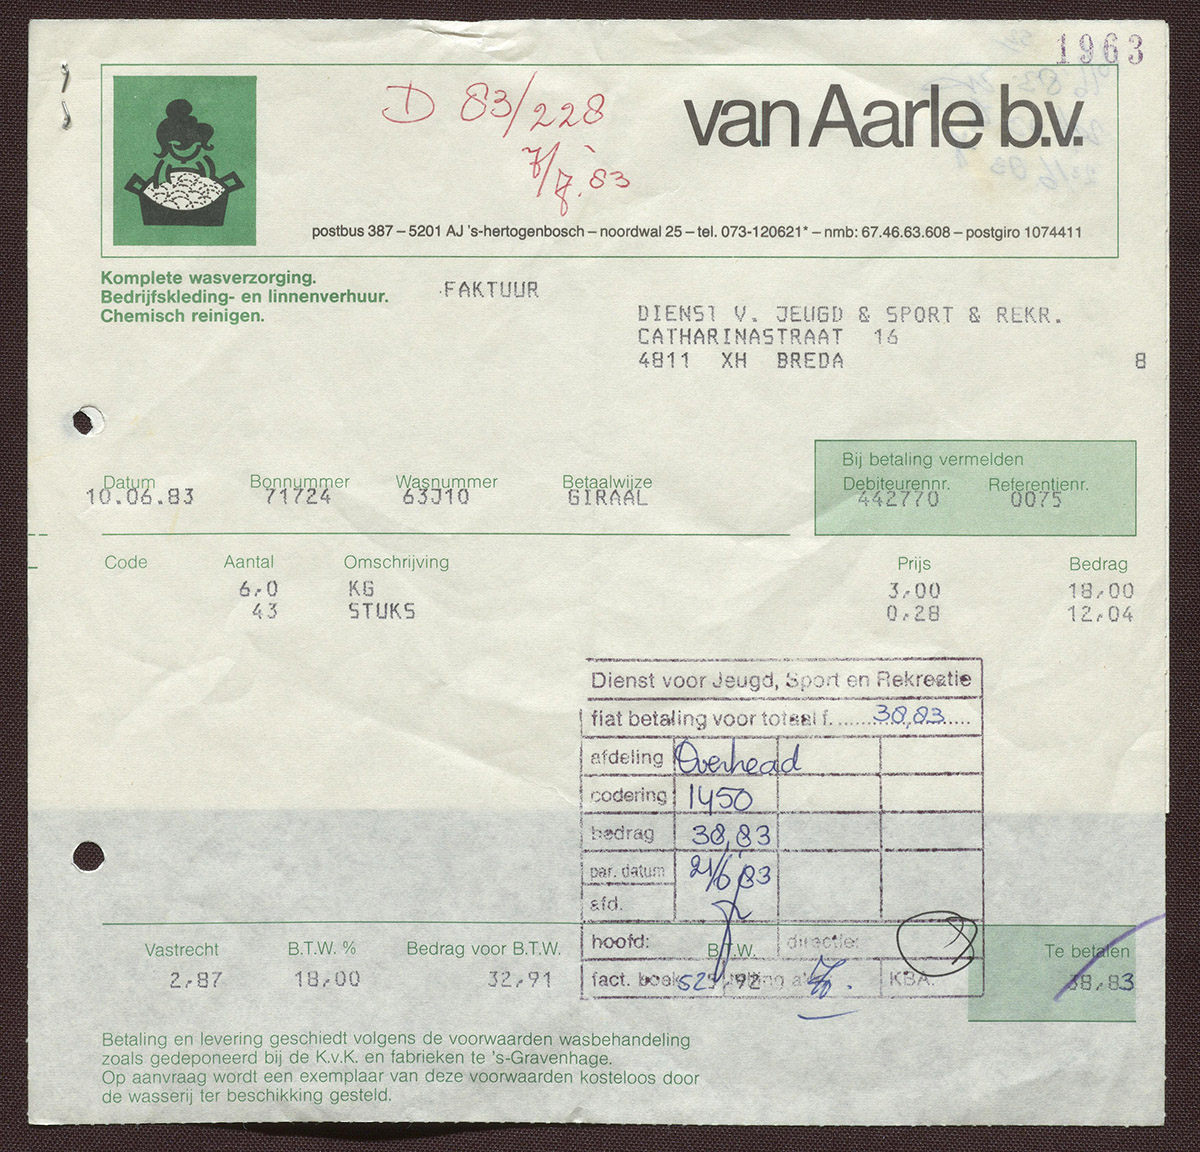 1963
D 83/228
van Aarle b.v.
7/7.'83
postbus 387 – 5201 AJ 's-hertogenbosch – noordwal 25 – tel. 073-120621* – nmb: 67.46.63.608 – postgiro 1074411
Komplete wasverzorging.
Bedrijfskleding- en linnenverhuur.
Chemisch reinigen.
FAKTUUR
DIENST V. JEUGD & SPORT & REKR.
CATHARINASTRAAT 16
4811 XH BREDA 8
Bij betaling vermelden
Datum Bonnummer Wasnummer Betaalwijze Debiteurennr. Referentienr.
10.06.83 71724 63J10 GIRAAL 442770 0075
Code Aantal Omschrijving Prijs Bedrag
6,0 KG 3,00 18,00
43 STUKS 0,28 12,04
Dienst voor Jeugd, Sport en Rekreatie
fiat betaling voor totaal f. ...... 38,83 .....
afdeling Overhead
codering 1450
bedrag 38,83
par. datum 21/6 '83
afd.
hoofd: directie:
Vastrecht B.T.W. % Bedrag voor B.T.W. B.T.W. Te betalen
2,87 18,00 32,91 5,92 38,83
fact. boek KBA.
Betaling en levering geschiedt volgens de voorwaarden wasbehandeling
zoals gedeponeerd bij de K.v.K. en fabrieken te 's-Gravenhage.
Op aanvraag wordt een exemplaar van deze voorwaarden kosteloos door
de wasserij ter beschikking gesteld.